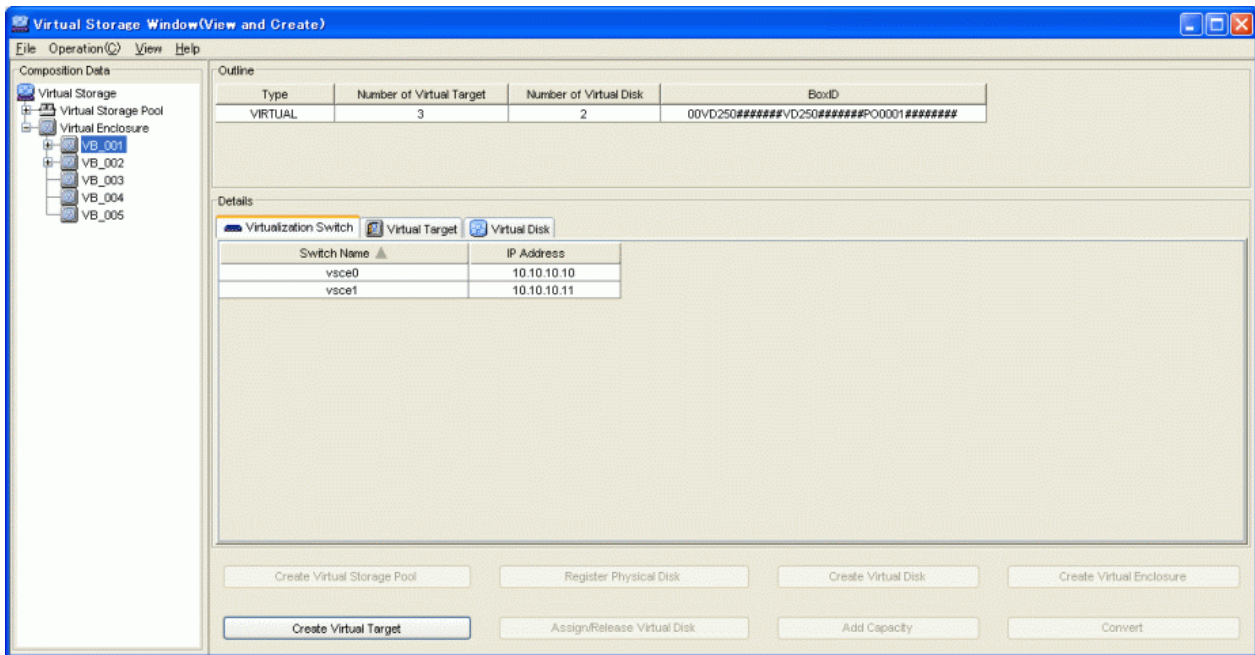 Virtual Storage Window(View and Create)
File Operation(C) View Help
Composition Data
Virtual Storage
Virtual Storage Pool
Virtual Enclosure
VB_001
VB_002
VB_003
VB_004
VB_005
Outline
Type Number of Virtual Target Number of Virtual Disk BoxID
VIRTUAL 3 2 00VD250#######VD250#######PO0001########
Details
Virtualization Switch Virtual Target Virtual Disk
Switch Name IP Address
vsce0 10.10.10.10
vsce1 10.10.10.11
Create Virtual Storage Pool Register Physical Disk Create Virtual Disk Create Virtual Enclosure
Create Virtual Target Assign/Release Virtual Disk Add Capacity Convert